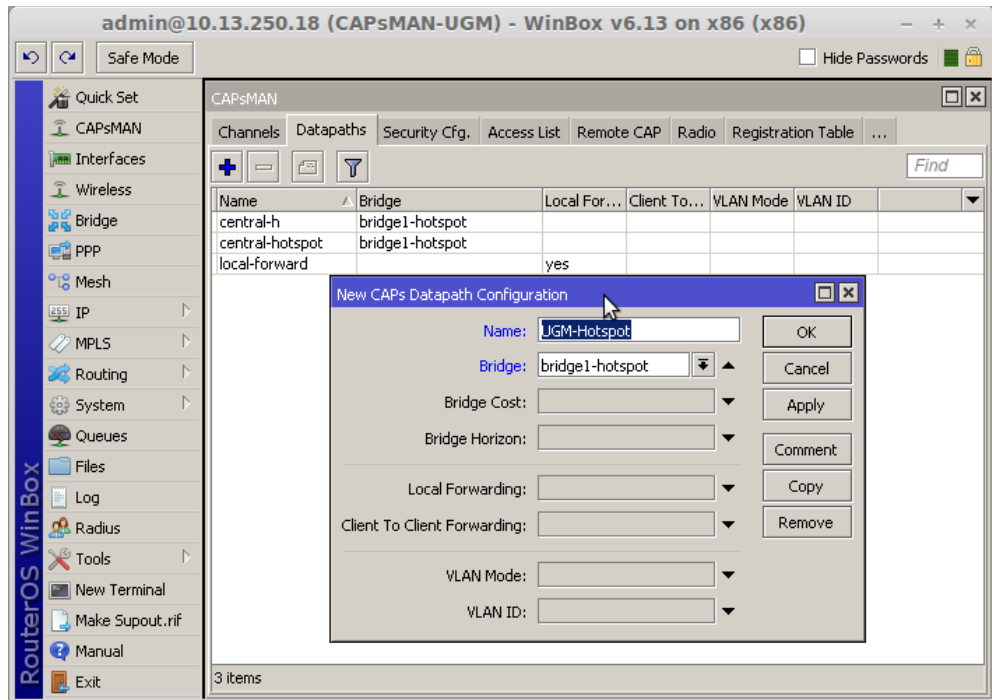 admin@10.13.250.18 (CAPsMAN-UGM) - WinBox v6.13 on x86 (x86)
Safe Mode
Hide Passwords
RouterOS WinBox
Quick Set
CAPsMAN
Interfaces
Wireless
Bridge
PPP
Mesh
IP
MPLS
Routing
System
Queues
Files
Log
Radius
Tools
New Terminal
Make Supout.rif
Manual
Exit
CAPsMAN
Channels Datapaths Security Cfg. Access List Remote CAP Radio Registration Table ...
Find
Name Bridge Local For... Client To... VLAN Mode VLAN ID
central-h bridge1-hotspot
central-hotspot bridge1-hotspot
local-forward yes
New CAPs Datapath Configuration
Name: UGM-Hotspot
Bridge: bridge1-hotspot
Bridge Cost:
Bridge Horizon:
Local Forwarding:
Client To Client Forwarding:
VLAN Mode:
VLAN ID:
OK
Cancel
Apply
Comment
Copy
Remove
3 items